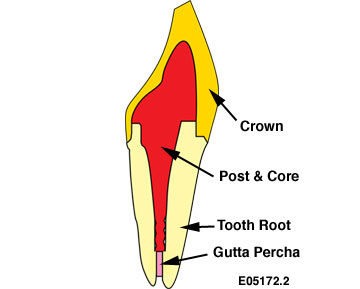 Crown
Post & Core
Tooth Root
Gutta Percha
E05172.2